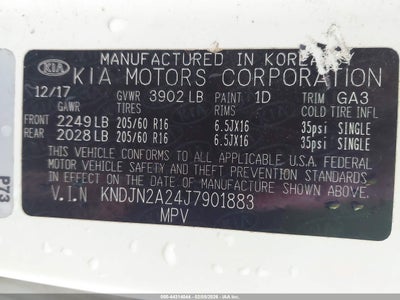 MANUFACTURED IN KOREA
KIA KIA MOTORS CORPORATION
12/17 GVWR 3902 LB PAINT 1D TRIM GA3
GAWR TIRES RIMS COLD TIRE INFL
FRONT 2249 LB 205/60 R16 6.5JX16 35psi SINGLE
REAR 2028 LB 205/60 R16 6.5JX16 35psi SINGLE
THIS VEHICLE CONFORMS TO ALL APPLICABLE U.S.A. FEDERAL
MOTOR VEHICLE SAFETY AND THEFT PREVENTION STANDARDS
IN EFFECT ON THE DATE OF MANUFACTURE SHOWN ABOVE.
V.I.N KNDJN2A24J7901883
MPV
P73